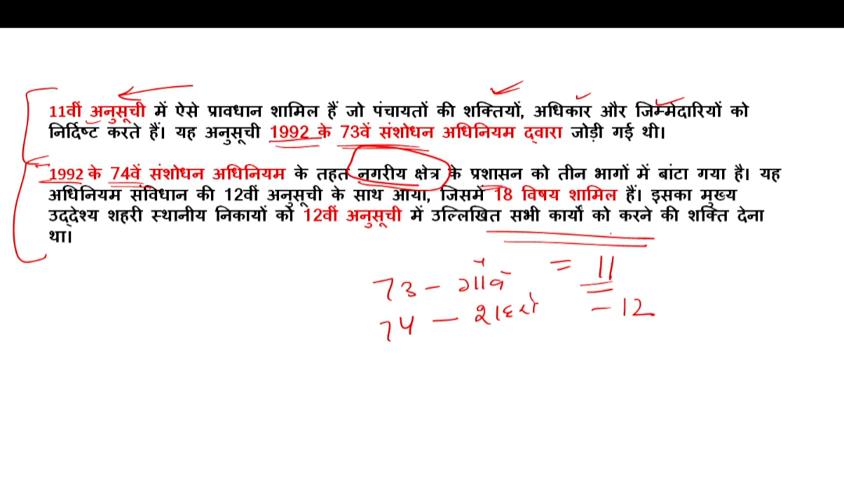 11वीं अनुसूची में ऐसे प्रावधान शामिल हैं जो पंचायतों की शक्तियों, अधिकार और जिम्मेदारियों को
निर्दिष्ट करते हैं। यह अनुसूची 1992 के 73वें संशोधन अधिनियम द्वारा जोड़ी गई थी।
1992 के 74वें संशोधन अधिनियम के तहत नगरीय क्षेत्र के प्रशासन को तीन भागों में बांटा गया है। यह
अधिनियम संविधान की 12वीं अनुसूची के साथ आया, जिसमें 18 विषय शामिल हैं। इसका मुख्य
उद्देश्य शहरी स्थानीय निकायों को 12वीं अनुसूची में उल्लिखित सभी कार्यों को करने की शक्ति देना
था।
73 - = 11
74 - - 12